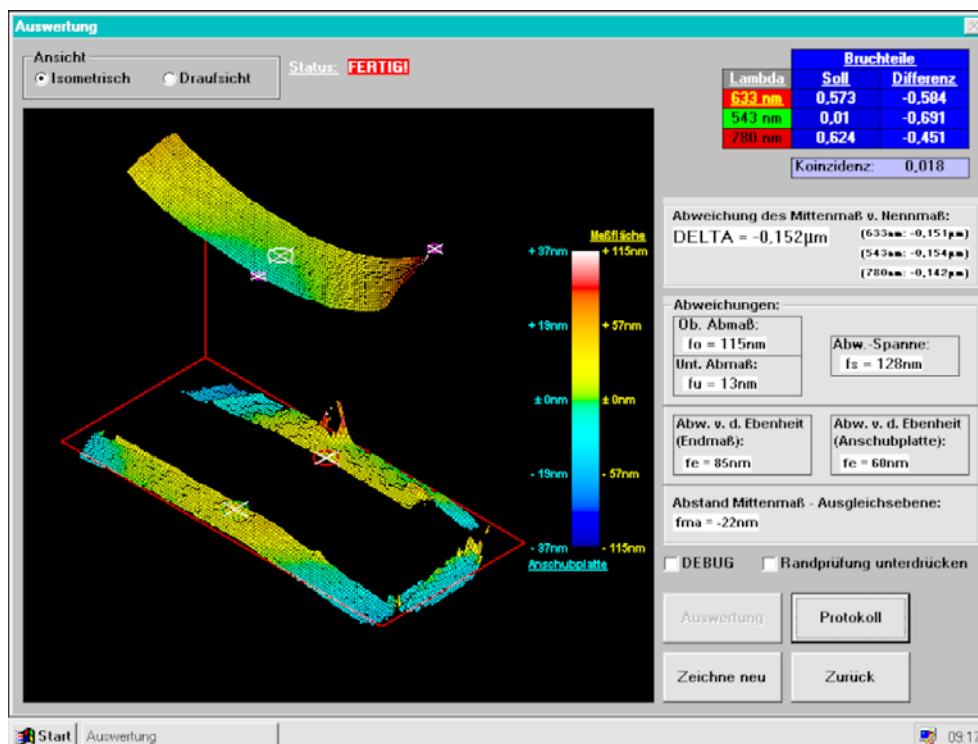 Auswertung
Ansicht
Isometrisch Draufsicht
Status: FERTIG!
Bruchteile
Lambda Soll Differenz
633 nm 0,573 -0,584
543 nm 0,01 -0,691
780 nm 0,624 -0,451
Koinzidenz: 0,018
Meßfläche
+ 37nm + 115nm
+ 19nm + 57nm
± 0nm ± 0nm
- 19nm - 57nm
- 37nm - 115nm
Anschubplatte
Abweichung des Mittenmaß v. Nennmaß:
DELTA = -0,152µm
(633nm: -0,151µm)
(543nm: -0,154µm)
(780nm: -0,142µm)
Abweichungen:
Ob. Abmaß:
fo = 115nm
Unt. Abmaß:
fu = 13nm
Abw.-Spanne:
fs = 128nm
Abw. v. d. Ebenheit
(Endmaß):
fe = 85nm
Abw. v. d. Ebenheit
(Anschubplatte):
fe = 60nm
Abstand Mittenmaß - Ausgleichsebene:
fma = -22nm
DEBUG Randprüfung unterdrücken
Auswertung Protokoll
Zeichne neu Zurück
Start Auswertung